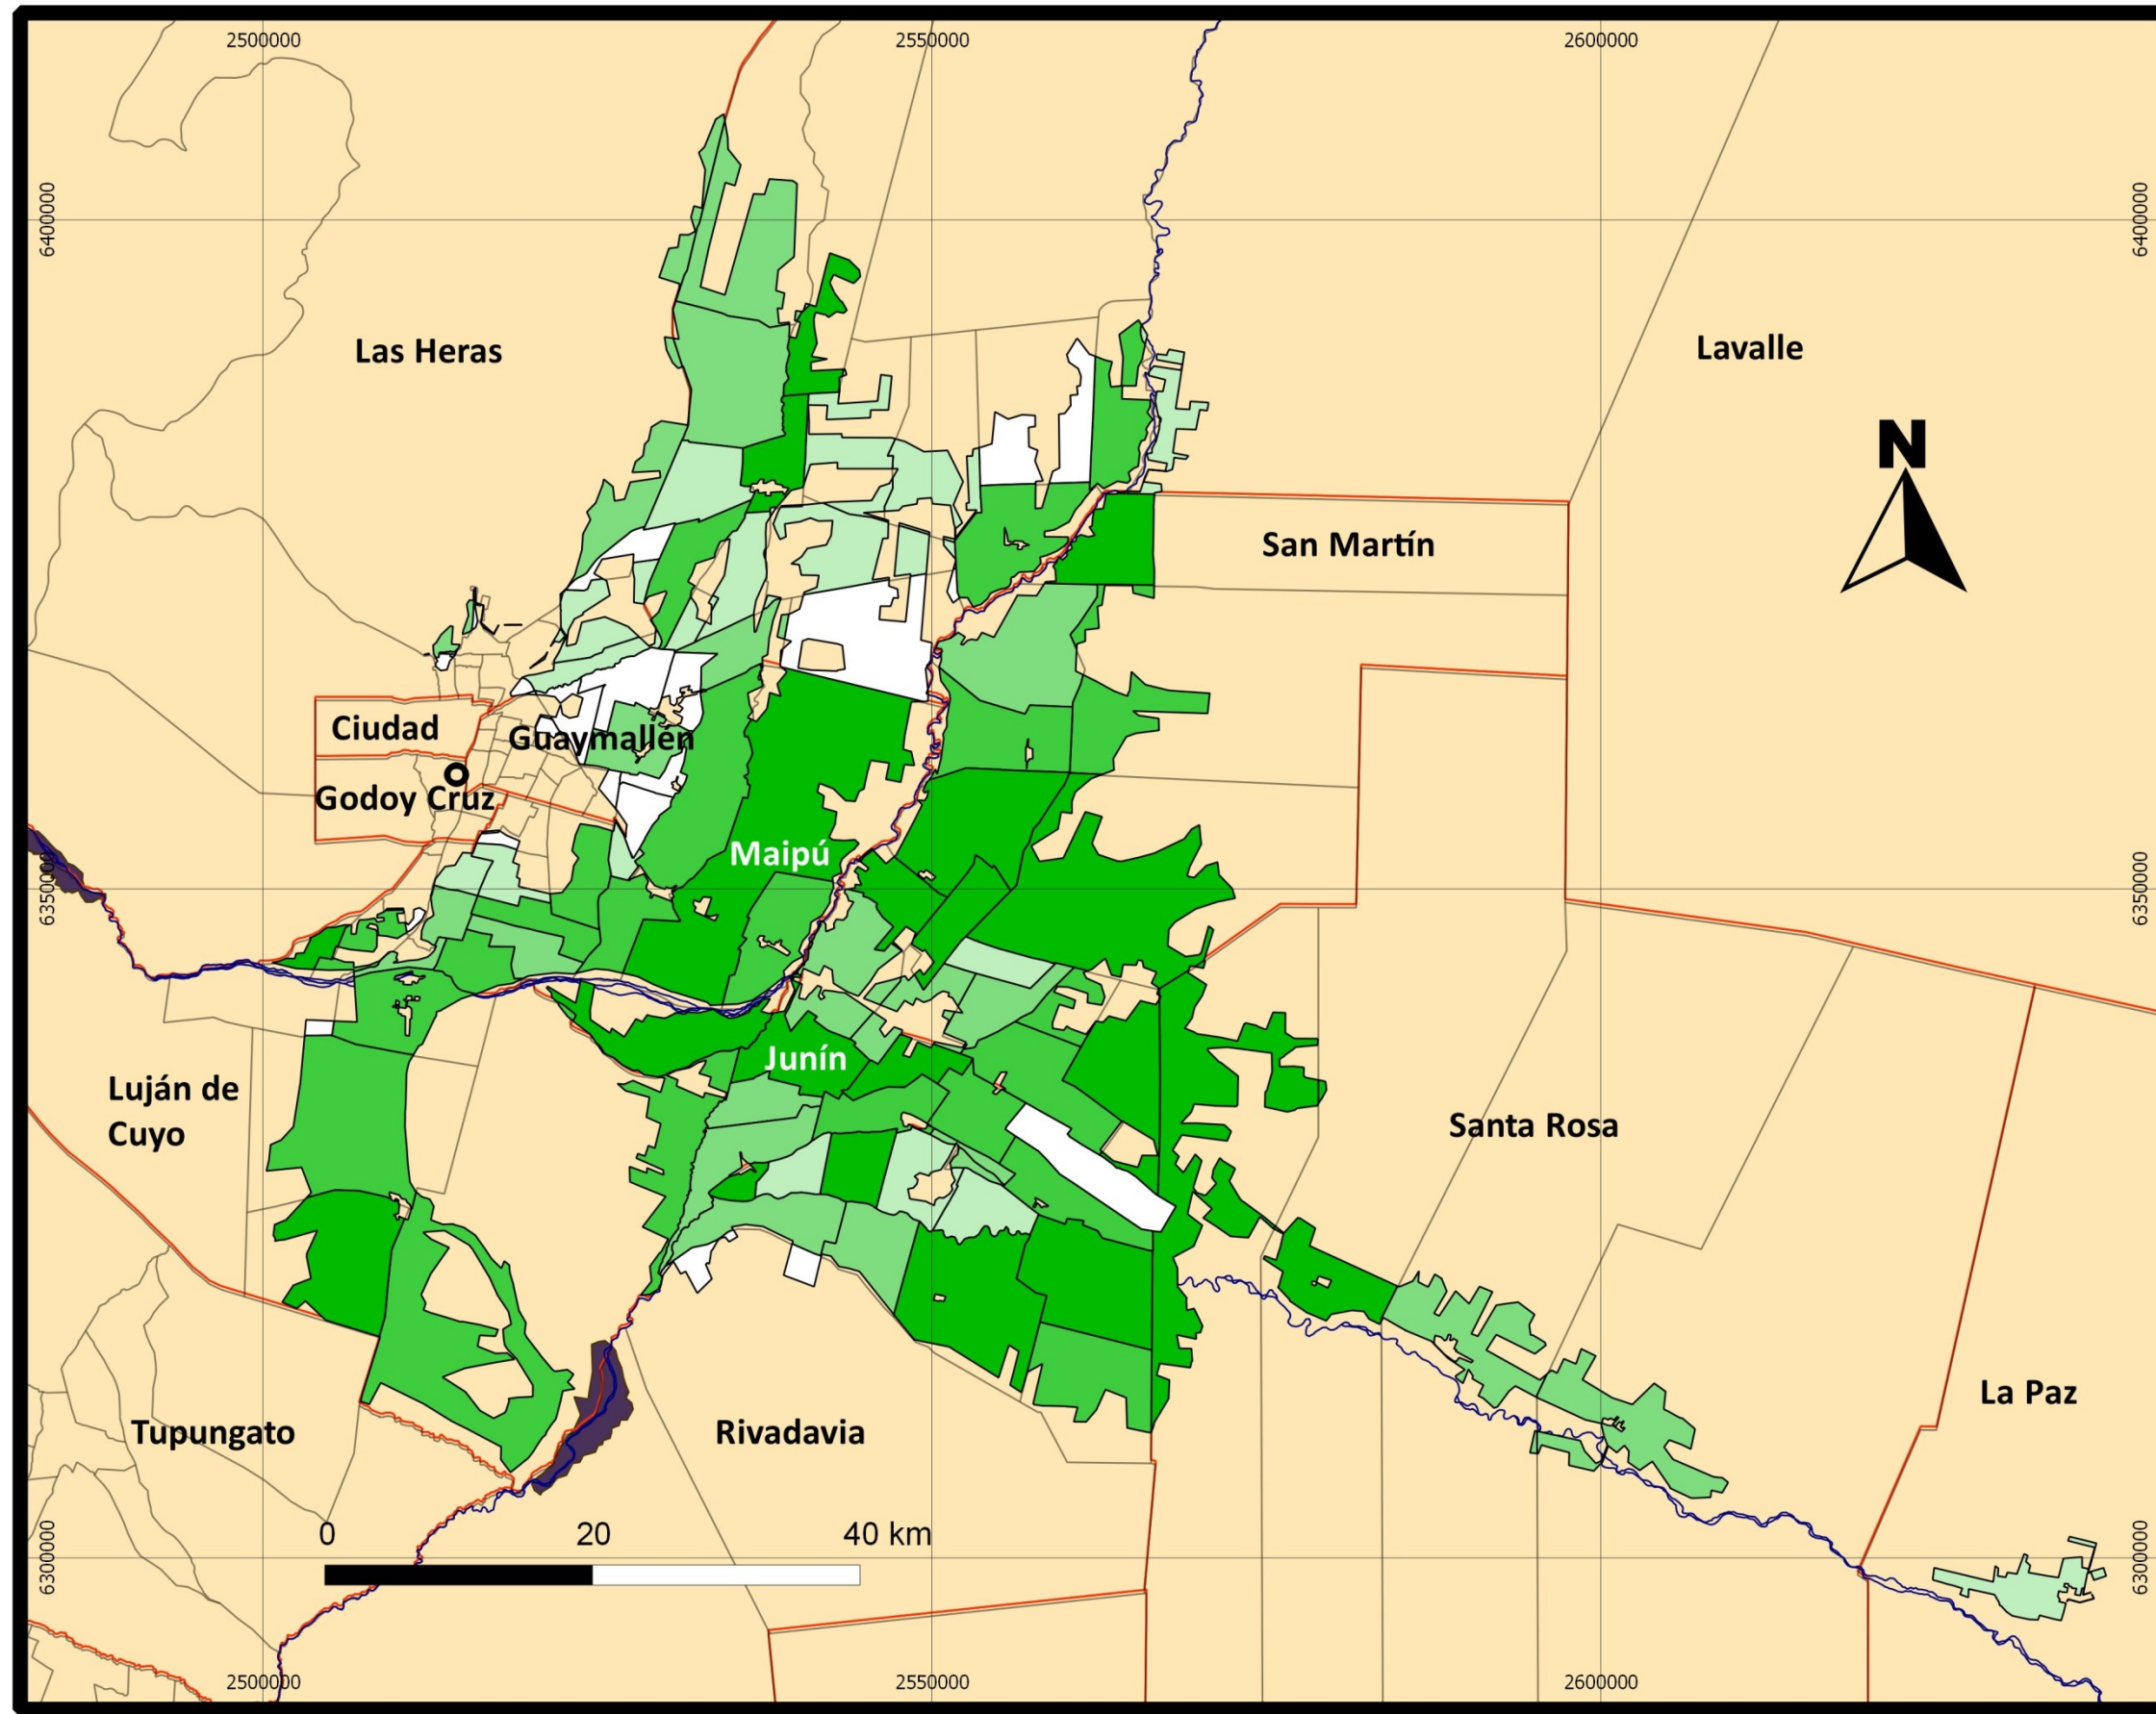 2500000
2550000
2600000
6400000
6400000
Las Heras
Lavalle
N
San Martín
Ciudad
Guaymallén
Godoy Cruz
Maipú
6350000
6350000
Junín
Luján de
Cuyo
Santa Rosa
La Paz
Tupungato
Rivadavia
0
20
40 km
6300000
6300000
2500000
2550000
2600000